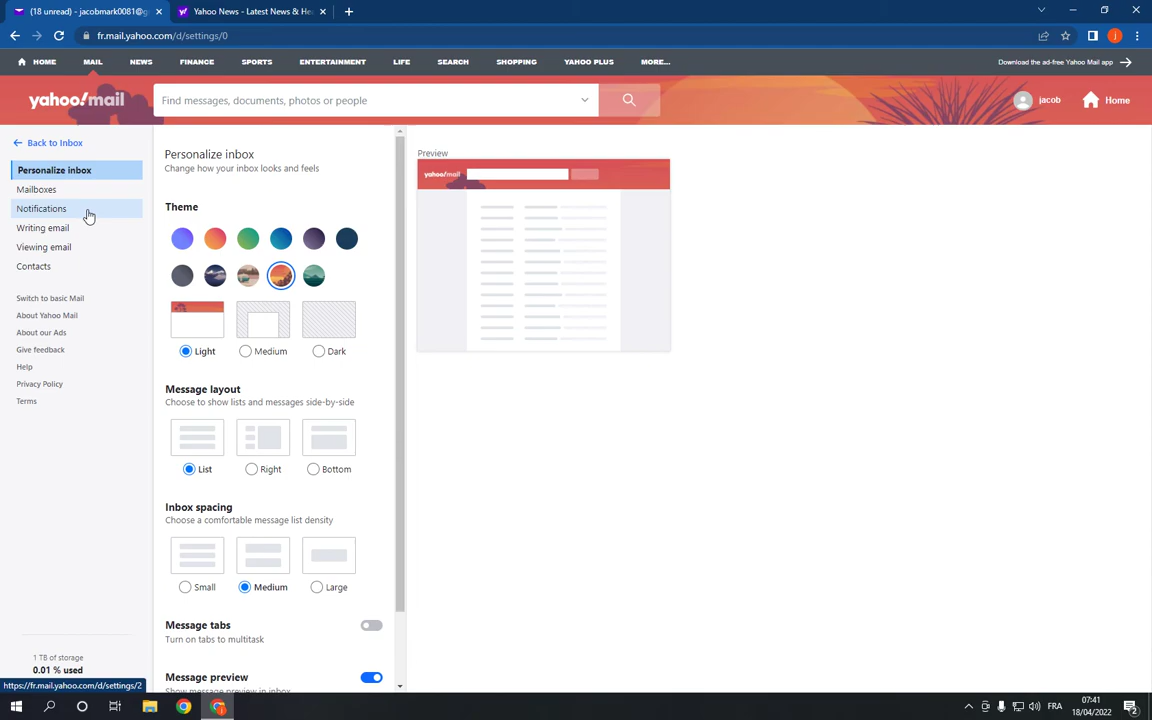 (18 unread) - jacobmark0081@g
Yahoo News - Latest News & He
fr.mail.yahoo.com/d/settings/0
HOME
MAIL
NEWS
FINANCE
SPORTS
ENTERTAINMENT
LIFE
SEARCH
SHOPPING
YAHOO PLUS
MORE...
Download the ad-free Yahoo Mail app
yahoo!mail
Find messages, documents, photos or people
jacob
Home
Back to Inbox
Personalize inbox
Mailboxes
Notifications
Writing email
Viewing email
Contacts
Switch to basic Mail
About Yahoo Mail
About our Ads
Give feedback
Help
Privacy Policy
Terms
1 TB of storage
0.01 % used
https://fr.mail.yahoo.com/d/settings/2
Personalize inbox
Change how your inbox looks and feels
Theme
Light
Medium
Dark
Message layout
Choose to show lists and messages side-by-side
List
Right
Bottom
Inbox spacing
Choose a comfortable message list density
Small
Medium
Large
Message tabs
Turn on tabs to multitask
Message preview
Show message preview in inbox
Preview
yahoo!mail
j
FRA
07:41
18/04/2022
2